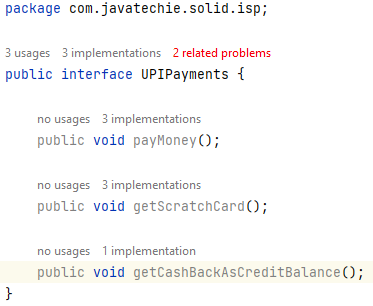 package com.javatechie.solid.isp;
3 usages 3 implementations 2 related problems
public interface UPIPayments {
no usages 3 implementations
public void payMoney();
no usages 3 implementations
public void getScratchCard();
no usages 1 implementation
public void getCashBackAsCreditBalance();
}